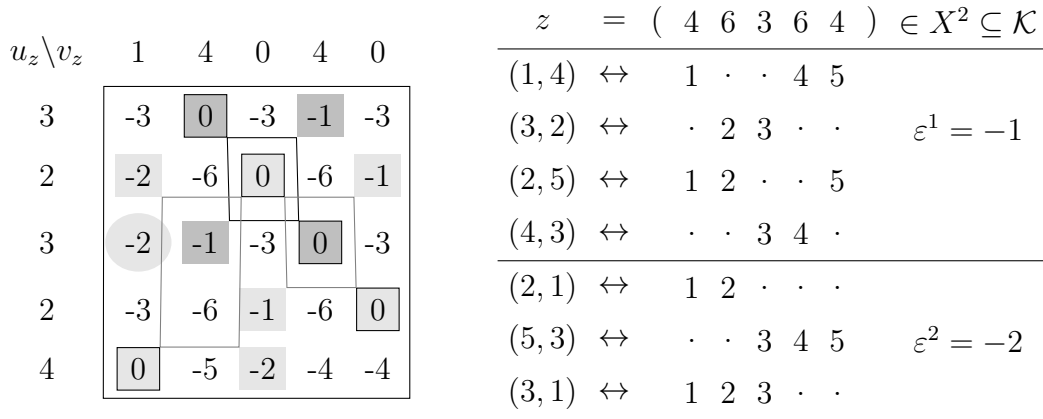 u_z\v_z 1 4 0 4 0
3 -3 0 -3 -1 -3
2 -2 -6 0 -6 -1
3 -2 -1 -3 0 -3
2 -3 -6 -1 -6 0
4 0 -5 -2 -4 -4
z = ( 4 6 3 6 4 ) ∈ X² ⊆ 𝒦
(1, 4) ↔ 1 · · 4 5
(3, 2) ↔ · 2 3 · · ε¹ = −1
(2, 5) ↔ 1 2 · · 5
(4, 3) ↔ · · 3 4 ·
(2, 1) ↔ 1 2 · · ·
(5, 3) ↔ · · 3 4 5 ε² = −2
(3, 1) ↔ 1 2 3 · ·